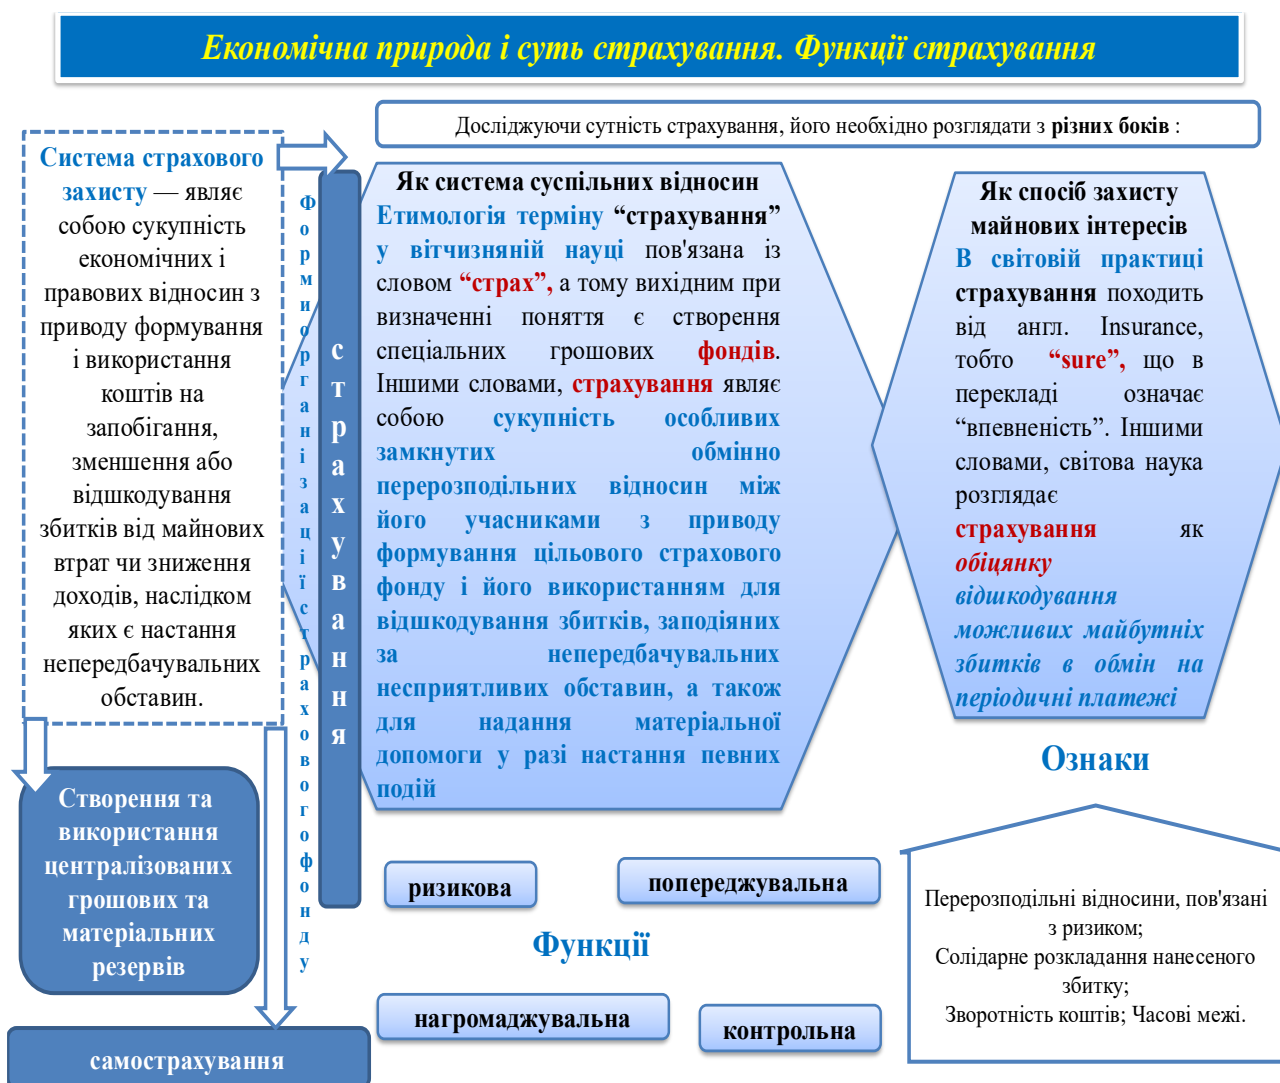 Економічна природа і суть страхування. Функції страхування
Досліджуючи сутність страхування, його необхідно розглядати з різних боків :
Система страхового
захисту — являє
собою сукупність
економічних і
правових відносин з
приводу формування
і використання
коштів на
запобігання,
зменшення або
відшкодування
збитків від майнових
втрат чи зниження
доходів, наслідком
яких є настання
непередбачувальних
обставин.
Створення та
використання
централізованих
грошових та
матеріальних
резервів
самострахування
Форми організації страхового фонду
страхування
Як система суспільних відносин
Етимологія терміну “страхування”
у вітчизняній науці пов'язана із
словом “страх”, а тому вихідним при
визначенні поняття є створення
спеціальних грошових фондів.
Іншими словами, страхування являє
собою сукупність особливих
замкнутих обмінно
перерозподільних відносин між
його учасниками з приводу
формування цільового страхового
фонду і його використанням для
відшкодування збитків, заподіяних
за непередбачувальних
несприятливих обставин, а також
для надання матеріальної
допомоги у разі настання певних
подій
Як спосіб захисту
майнових інтересів
В світовій практиці
страхування походить
від англ. Insurance,
тобто “sure”, що в
перекладі означає
“впевненість”. Іншими
словами, світова наука
розглядає
страхування як
обіцянку
відшкодування
можливих майбутніх
збитків в обмін на
періодичні платежі
Ознаки
Перерозподільні відносини, пов'язані
з ризиком;
Солідарне розкладання нанесеного
збитку;
Зворотність коштів; Часові межі.
ризикова
попереджувальна
Функції
нагромаджувальна
контрольна